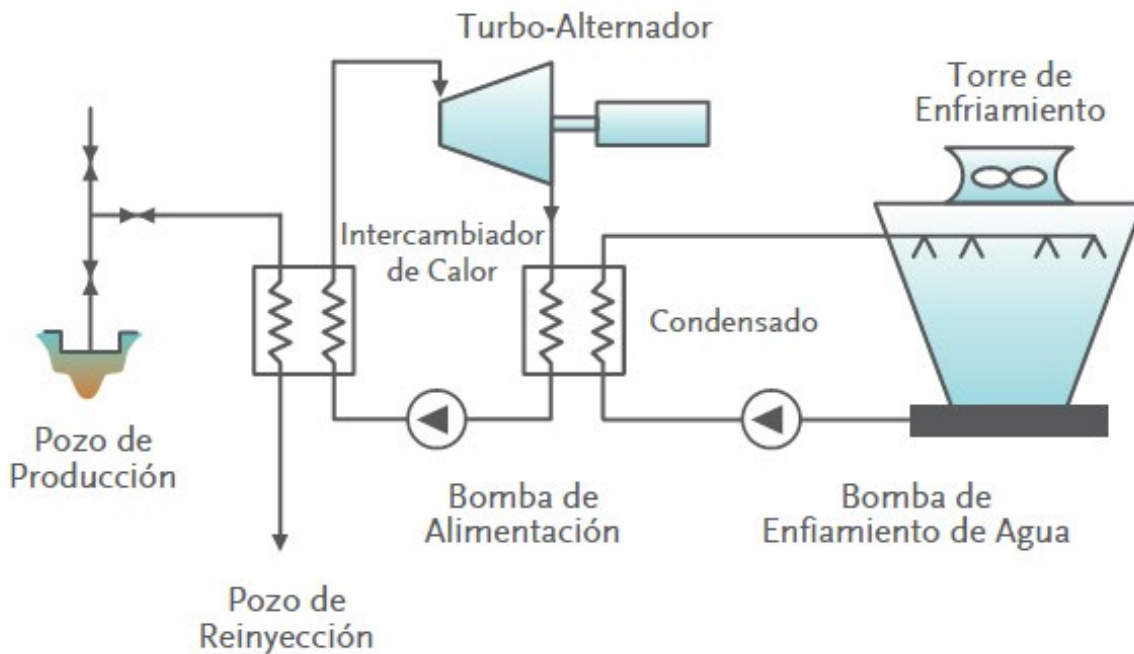 Turbo-Alternador
Torre de
Enfriamiento
Intercambiador
de Calor
Condensado
Pozo de
Producción
Bomba de
Alimentación
Bomba de
Enfiamiento de Agua
Pozo de
Reinyección